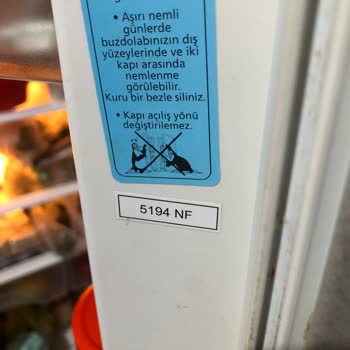 • Aşırı nemli
günlerde
buzdolabınızın dış
yüzeylerinde ve iki
kapı arasında
nemlenme
görülebilir.
Kuru bir bezle siliniz.
• Kapı açılış yönü
değiştirilemez.
5194 NF